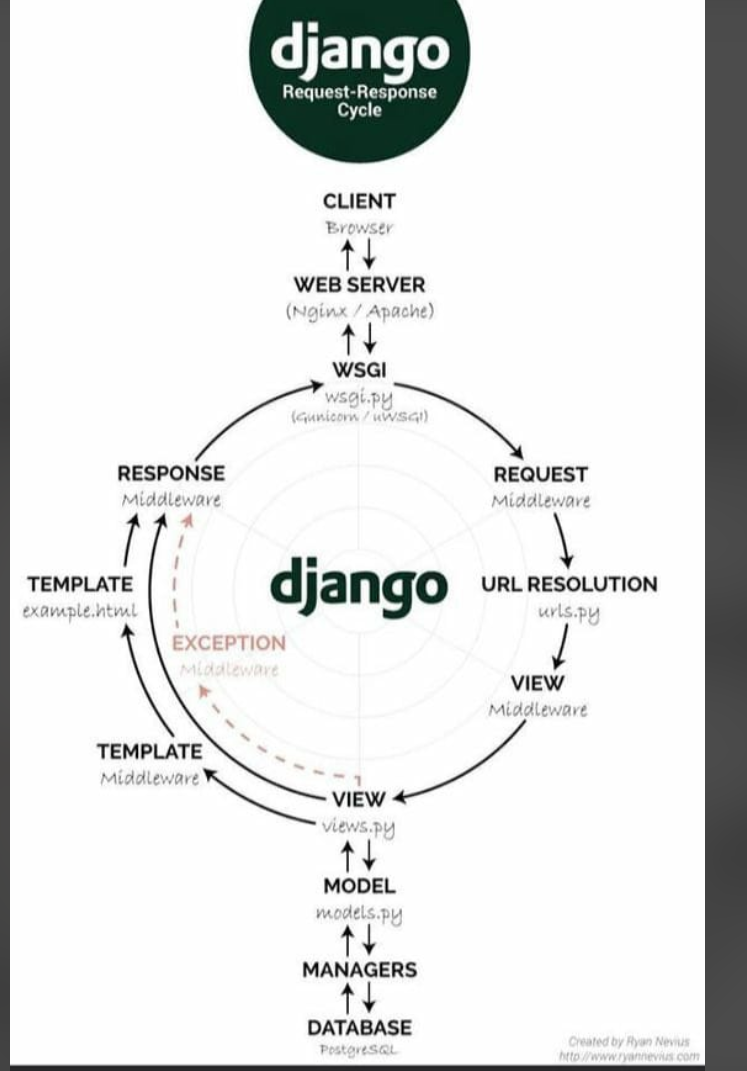 django
Request-Response
Cycle
CLIENT
Browser
WEB SERVER
(Nginx / Apache)
WSGI
wsgi.py
(Gunicorn / uWSGI)
RESPONSE
Middleware
REQUEST
Middleware
TEMPLATE
example.html
django
URL RESOLUTION
urls.py
EXCEPTION
Middleware
VIEW
Middleware
TEMPLATE
Middleware
VIEW
views.py
MODEL
models.py
MANAGERS
DATABASE
PostgreSQL
Created by Ryan Nevius
http://www.ryannevius.com